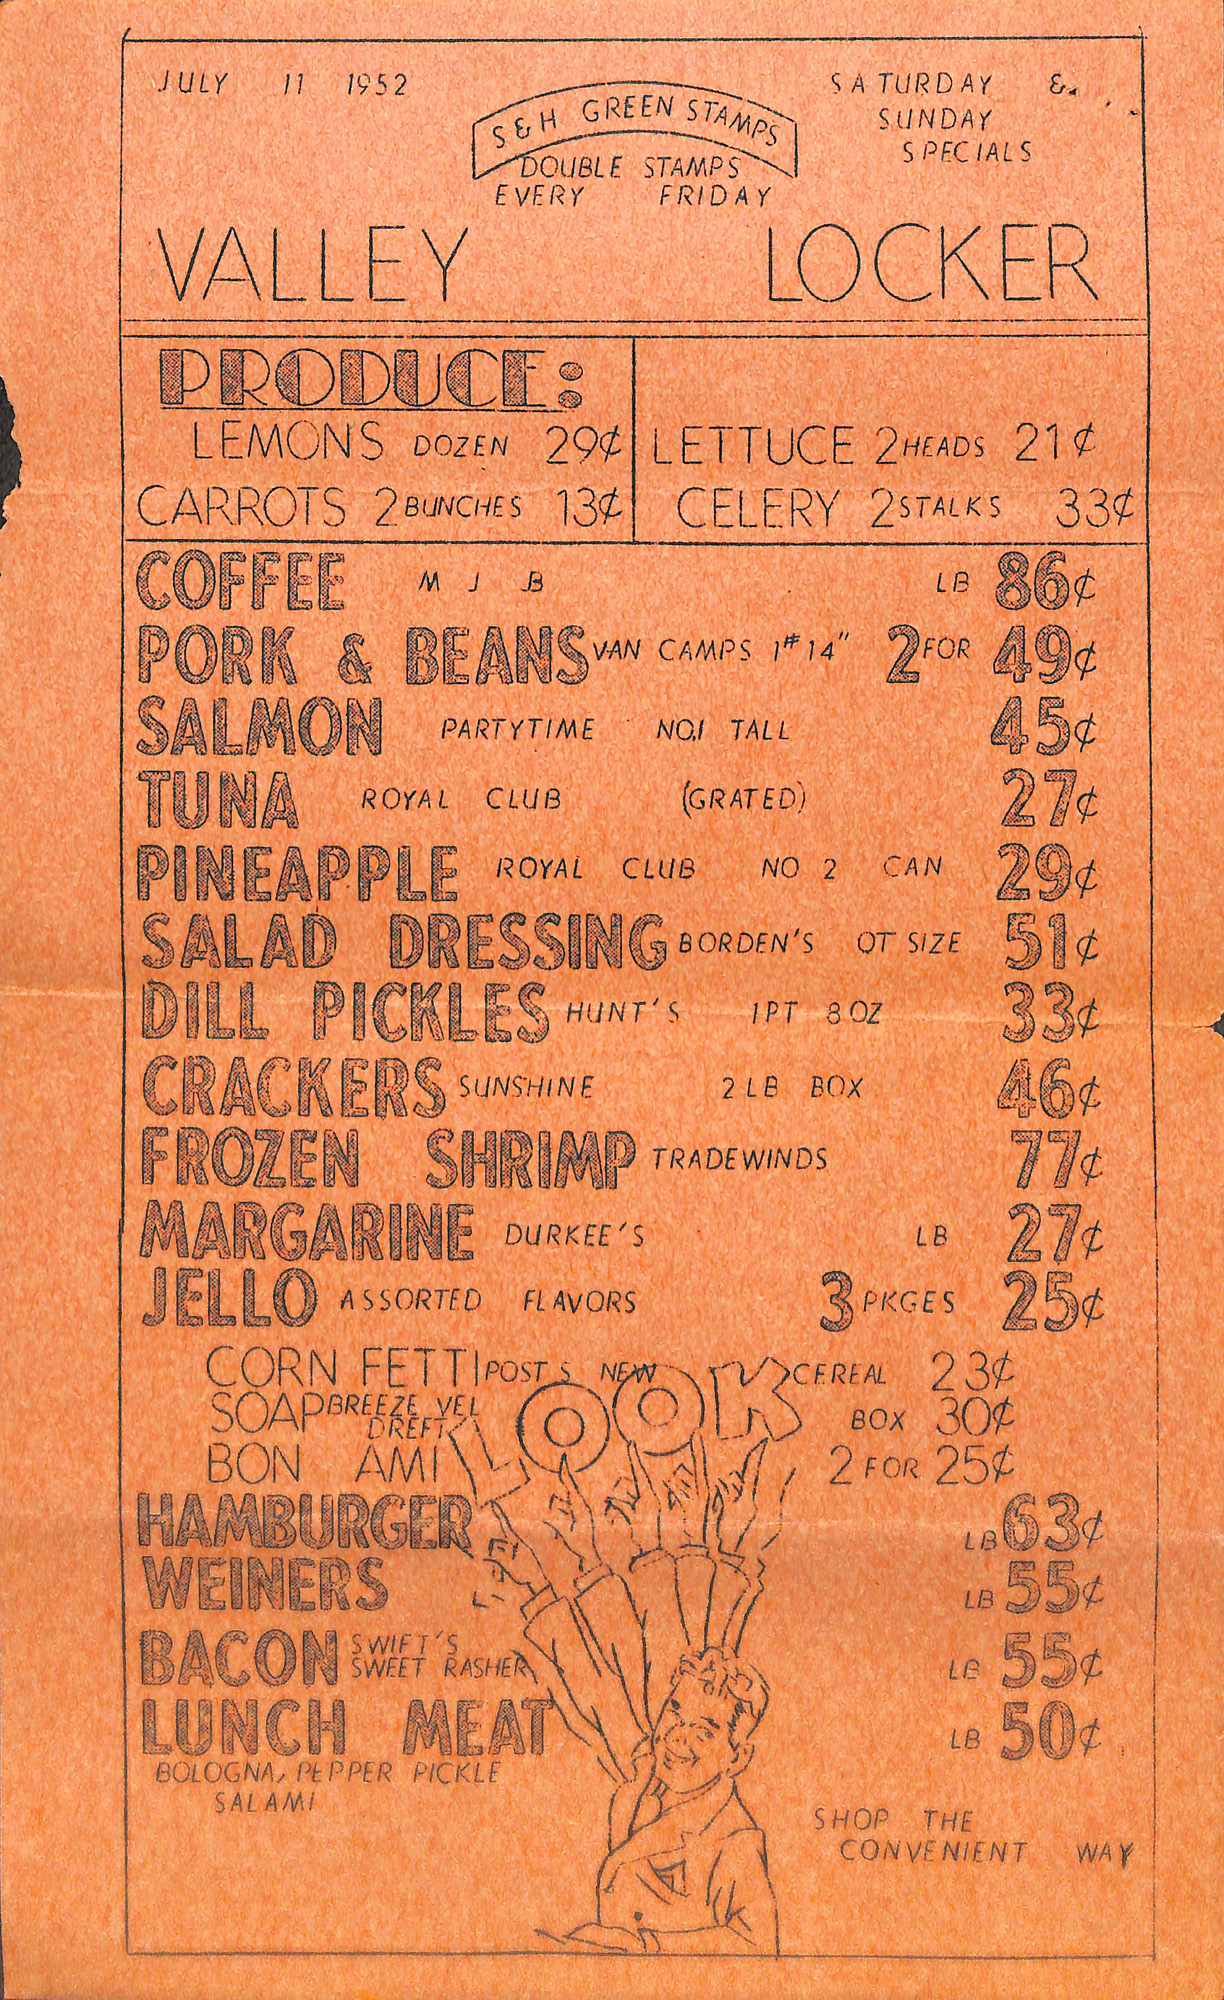 JULY 11 1952
S & H GREEN STAMPS
DOUBLE STAMPS
EVERY FRIDAY
SATURDAY &
SUNDAY
SPECIALS
VALLEY LOCKER
PRODUCE:
LEMONS DOZEN 29¢
CARROTS 2 BUNCHES 13¢
LETTUCE 2 HEADS 21¢
CELERY 2 STALKS 33¢
COFFEE M J B LB 86¢
PORK & BEANS VAN CAMPS 1# 14" 2 FOR 49¢
SALMON PARTYTIME NO.1 TALL 45¢
TUNA ROYAL CLUB (GRATED) 27¢
PINEAPPLE ROYAL CLUB NO 2 CAN 29¢
SALAD DRESSING BORDEN'S QT SIZE 51¢
DILL PICKLES HUNT'S 1PT 8 OZ 33¢
CRACKERS SUNSHINE 2 LB BOX 46¢
FROZEN SHRIMP TRADEWINDS 77¢
MARGARINE DURKEE'S LB 27¢
JELLO ASSORTED FLAVORS 3 PKGES 25¢
CORN FETTI POST S NEW CEREAL 23¢
SOAP BREEZE VEL
DREFT BOX 30¢
LOOK
BON AMI 2 FOR 25¢
HAMBURGER LB 63¢
WEINERS LB 55¢
BACON SWIFT'S
SWEET RASHER LB 55¢
LUNCH MEAT LB 50¢
BOLOGNA, PEPPER PICKLE
SALAMI
SHOP THE
CONVENIENT WAY